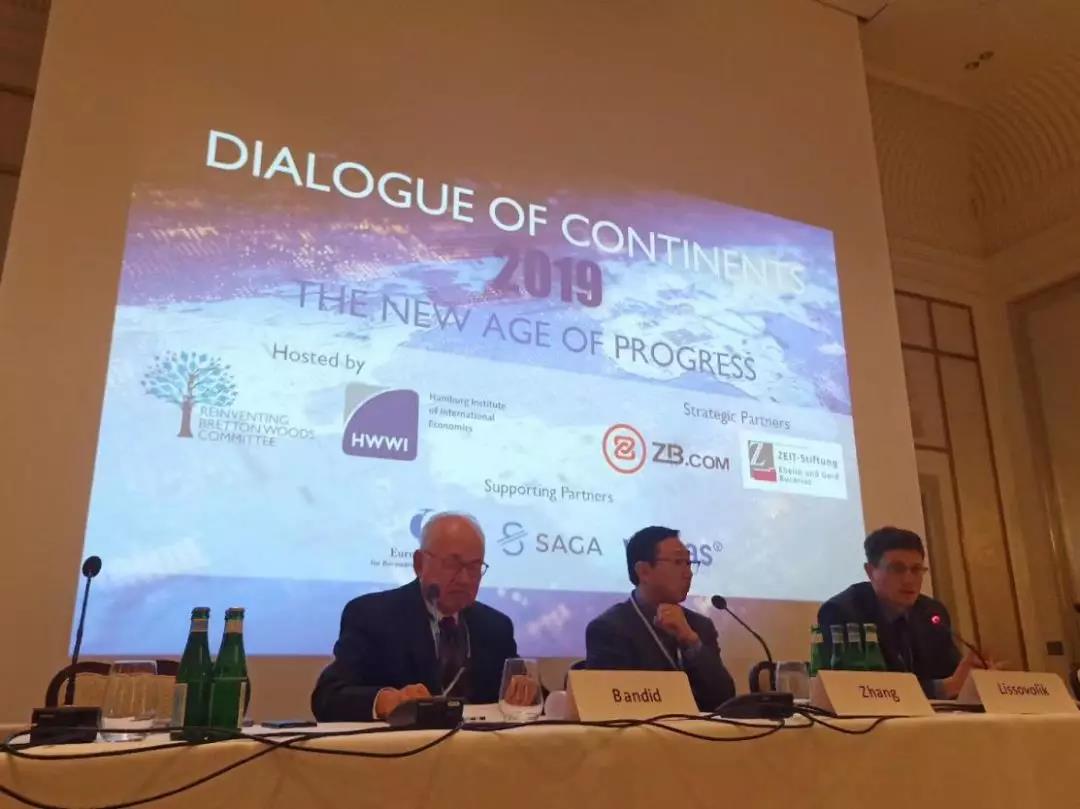 DIALOGUE OF CONTINENTS
2019
THE NEW AGE OF PROGRESS
Hosted by
REINVENTING
BRETTON WOODS
COMMITTEE
HWWI
Hamburg Institute
of International
Economics
Strategic Partners
ZB.COM
ZEIT-Stiftung
Ebelin und Gerd
Bucerius
Supporting Partners
SAGA
Bandid
Zhang
Lissovolik